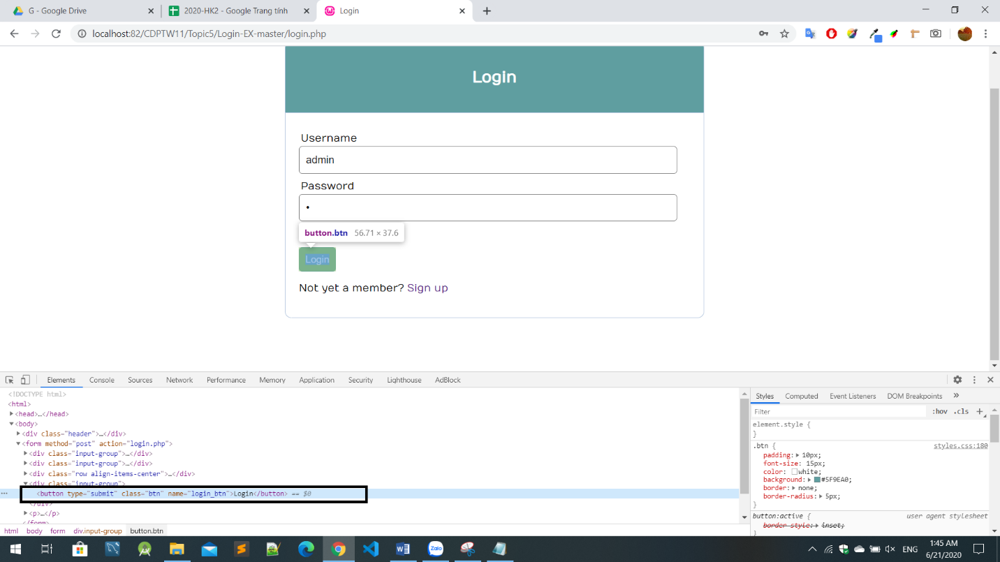 G - Google Drive
2020-HK2 - Google Trang tính
Login
localhost:82/CDPTW11/Topic5/Login-EX-master/login.php
Login
Username
admin
Password
•
button.btn 56.71 × 37.6
Login
Not yet a member? Sign up
Elements Console Sources Network Performance Memory Application Security Lighthouse AdBlock
<!DOCTYPE html>
<html>
<head>…</head>
<body>
<div class="header">…</div>
<form method="post" action="login.php">
<div class="input-group">…</div>
<div class="input-group">…</div>
<div class="row align-items-center">…</div>
<div class="input-group">
<button type="submit" class="btn" name="login_btn">Login</button> == $0
</div>
<p>…</p>
</form>
html body form div.input-group button.btn
Styles Computed Event Listeners DOM Breakpoints »
Filter :hov .cls +
element.style {
}
.btn { styles.css:180
padding: 10px;
font-size: 15px;
color: white;
background: #5F9EA0;
border: none;
border-radius: 5px;
}
button:active { user agent stylesheet
border-style: inset;
}
Zalo
ENG
1:45 AM
6/21/2020